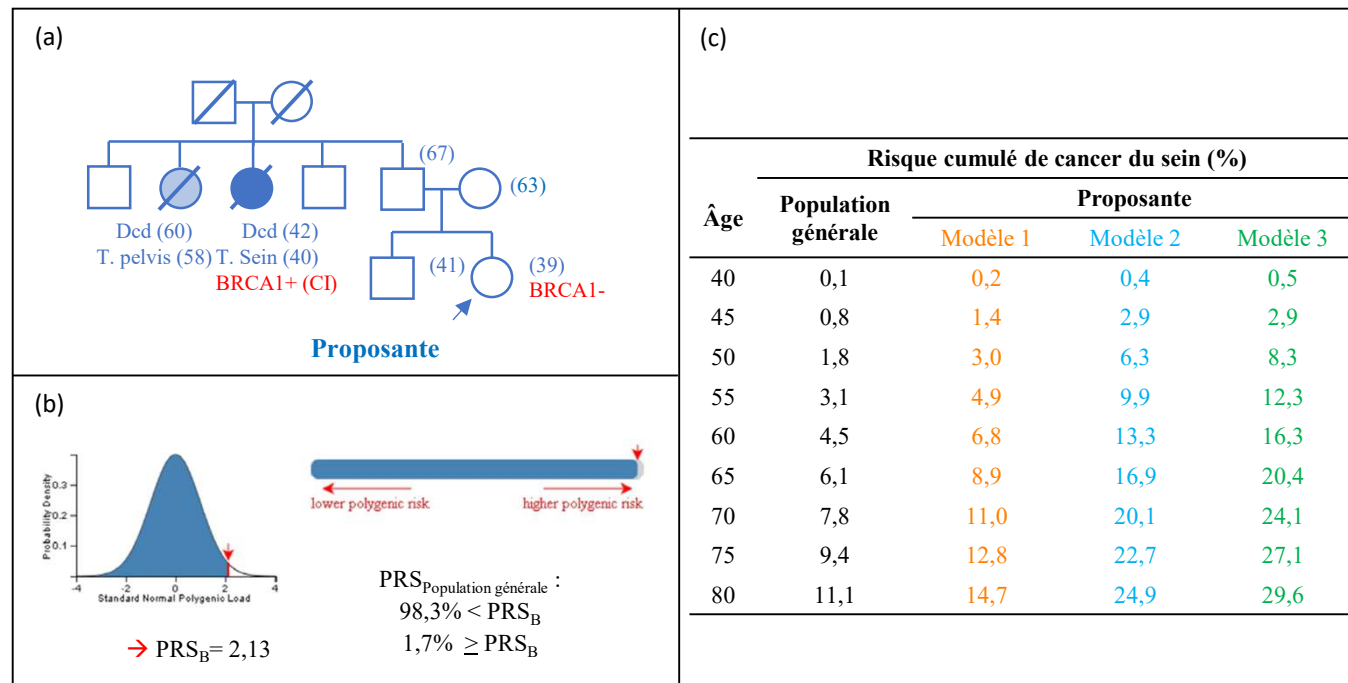 (a)
(67)
(63)
Dcd (60)
Dcd (42)
T. pelvis (58)
T. Sein (40)
BRCA1+ (CI)
(41)
(39)
BRCA1-
Proposante
(b)
Probability Density
0.3
0.2
0.1
-4 -2 0 2 4
Standard Normal Polygenic Load
→ PRSB= 2,13
lower polygenic risk
higher polygenic risk
PRSPopulation générale :
98,3% < PRSB
1,7% ≥ PRSB
(c)
Risque cumulé de cancer du sein (%)
Âge Population générale Proposante
Modèle 1 Modèle 2 Modèle 3
40 0,1 0,2 0,4 0,5
45 0,8 1,4 2,9 2,9
50 1,8 3,0 6,3 8,3
55 3,1 4,9 9,9 12,3
60 4,5 6,8 13,3 16,3
65 6,1 8,9 16,9 20,4
70 7,8 11,0 20,1 24,1
75 9,4 12,8 22,7 27,1
80 11,1 14,7 24,9 29,6